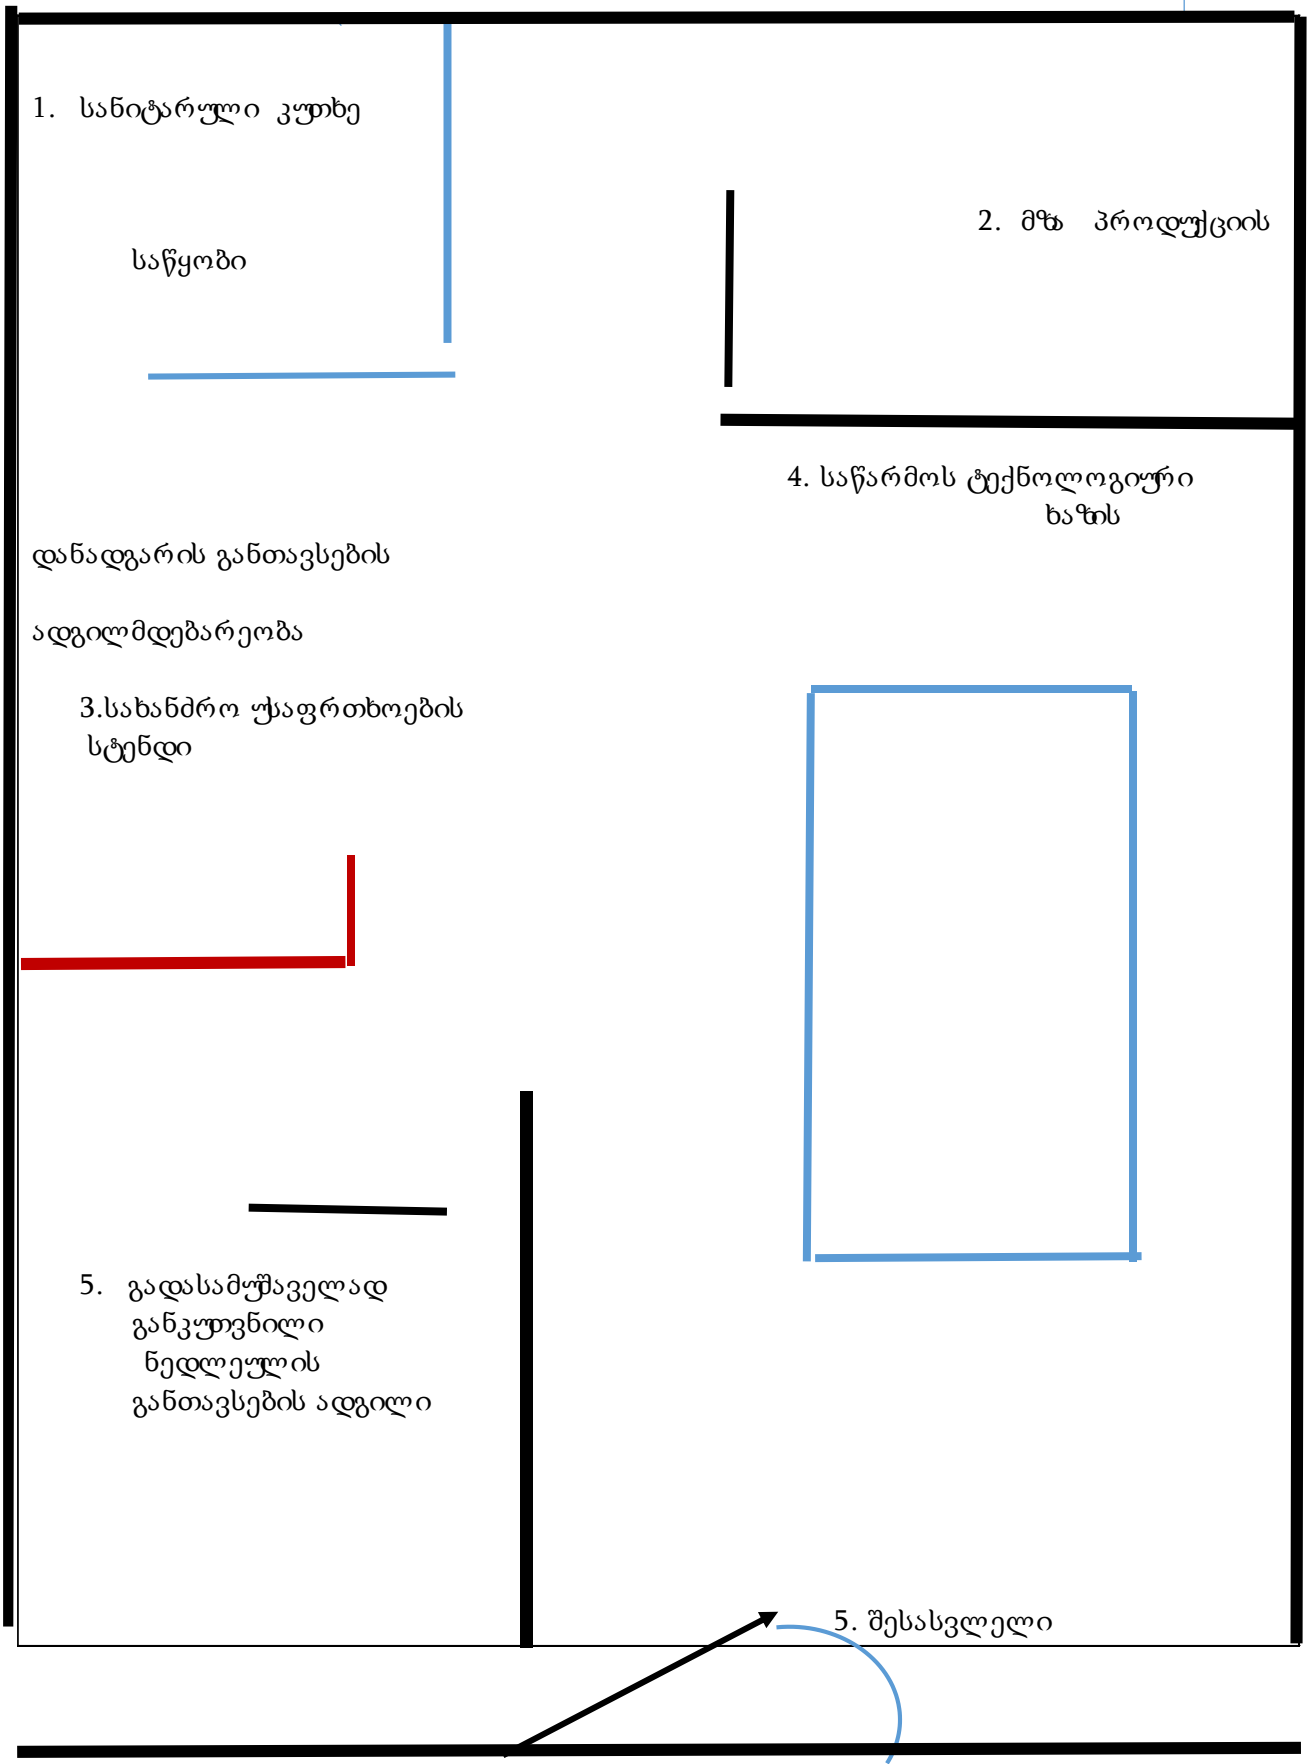 1. სანიტარული კუთხე
2. მზა პროდუქციის
საწყობი
4. საწარმოს ტექნოლოგიური
ხაზის
დანადგარის განთავსების
ადგილმდებარეობა
3.სახანძრო უსაფრთხოების
სტენდი
5. გადასამუშაველად
განკუთვნილი
ნედლეულის
განთავსების ადგილი
5. შესასვლელი